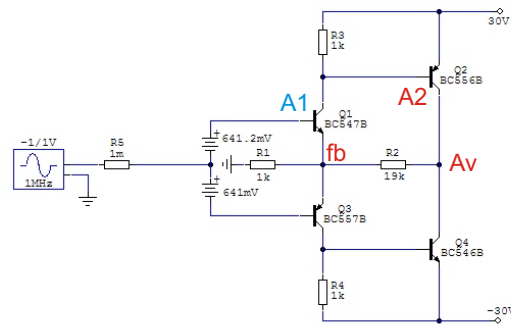 30V
R3
1k
Q2
BC556B
A2
A1
Q1
BC547B
-1/1V
R5
1m
641.2mV
R1
1k
fb
R2
19k
Av
1MHz
641mV
Q3
BC557B
Q4
BC546B
R4
1k
-30V